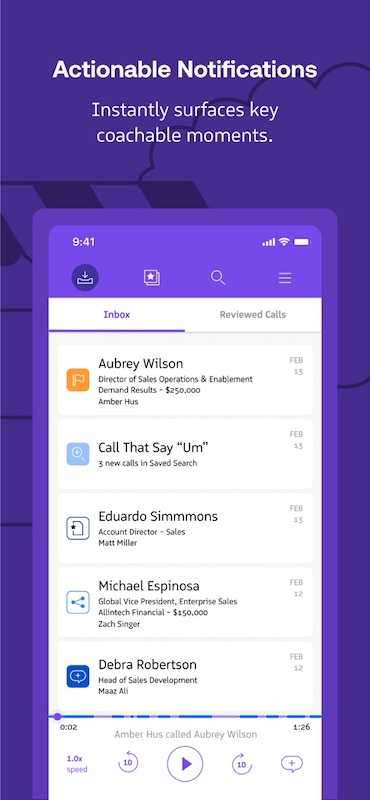 Actionable Notifications
Instantly surfaces key
coachable moments.
9:41
Inbox
Reviewed Calls
Aubrey Wilson
FEB
13
Director of Sales Operations & Enablement
Demand Results - $250,000
Amber Hus
Call That Say “Um”
FEB
13
3 new calls in Saved Search
Eduardo Simmmons
FEB
13
Account Director - Sales
Matt Miller
Michael Espinosa
FEB
12
Global Vice President, Enterprise Sales
Allintech Financial - $150,000
Zach Singer
Debra Robertson
FEB
12
Head of Sales Development
Maaz Ali
0:02
1:26
Amber Hus called Aubrey Wilson
1.0x
speed
10
10